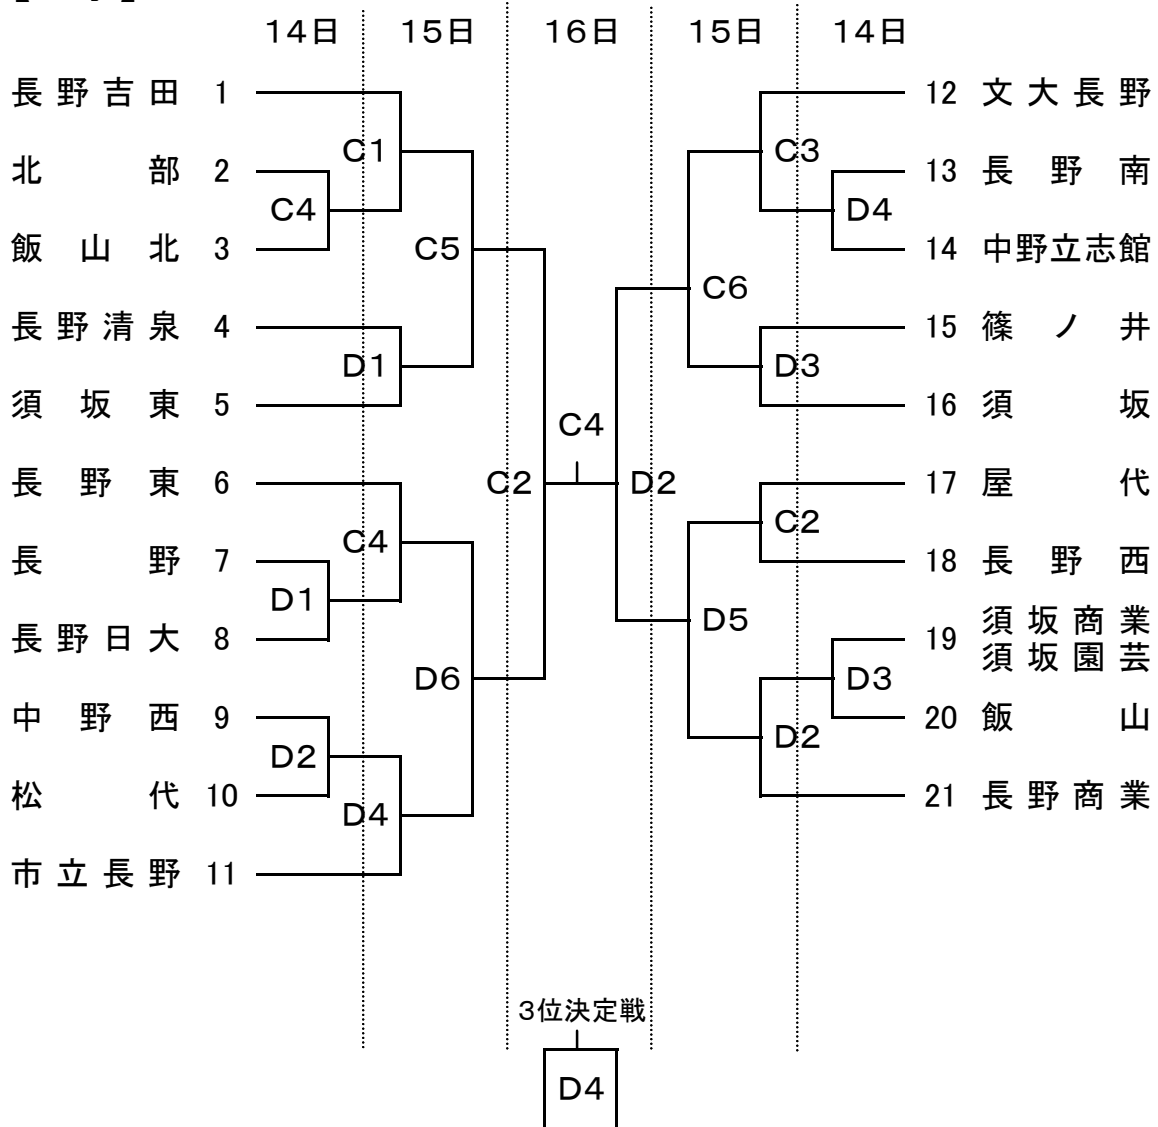 14日 15日 16日 15日 14日
長野吉田 1
北部 2
飯山北 3
長野清泉 4
須坂東 5
長野東 6
長野 7
長野日大 8
中野西 9
松代 10
市立長野 11
C1
C4
C5
D1
C4
D1
D6
D2
D4
C2
C4
D2
C3
D4
C6
D3
C2
D5
D3
D2
12 文大長野
13 長野南
14 中野立志館
15 篠ノ井
16 須坂
17 屋代
18 長野西
19 須坂商業
須坂園芸
20 飯山
21 長野商業
3位決定戦
D4